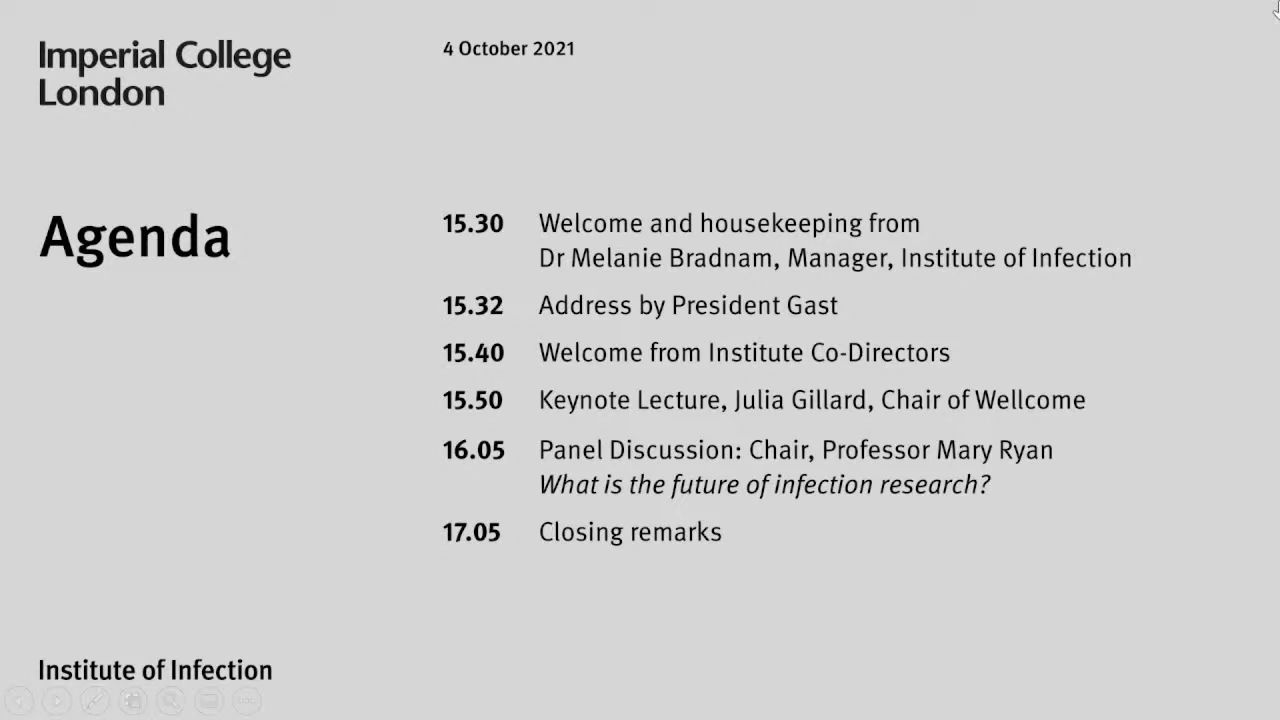 Imperial College
London
4 October 2021
Agenda
15.30 Welcome and housekeeping from
Dr Melanie Bradnam, Manager, Institute of Infection
15.32 Address by President Gast
15.40 Welcome from Institute Co-Directors
15.50 Keynote Lecture, Julia Gillard, Chair of Wellcome
16.05 Panel Discussion: Chair, Professor Mary Ryan
What is the future of infection research?
17.05 Closing remarks
Institute of Infection